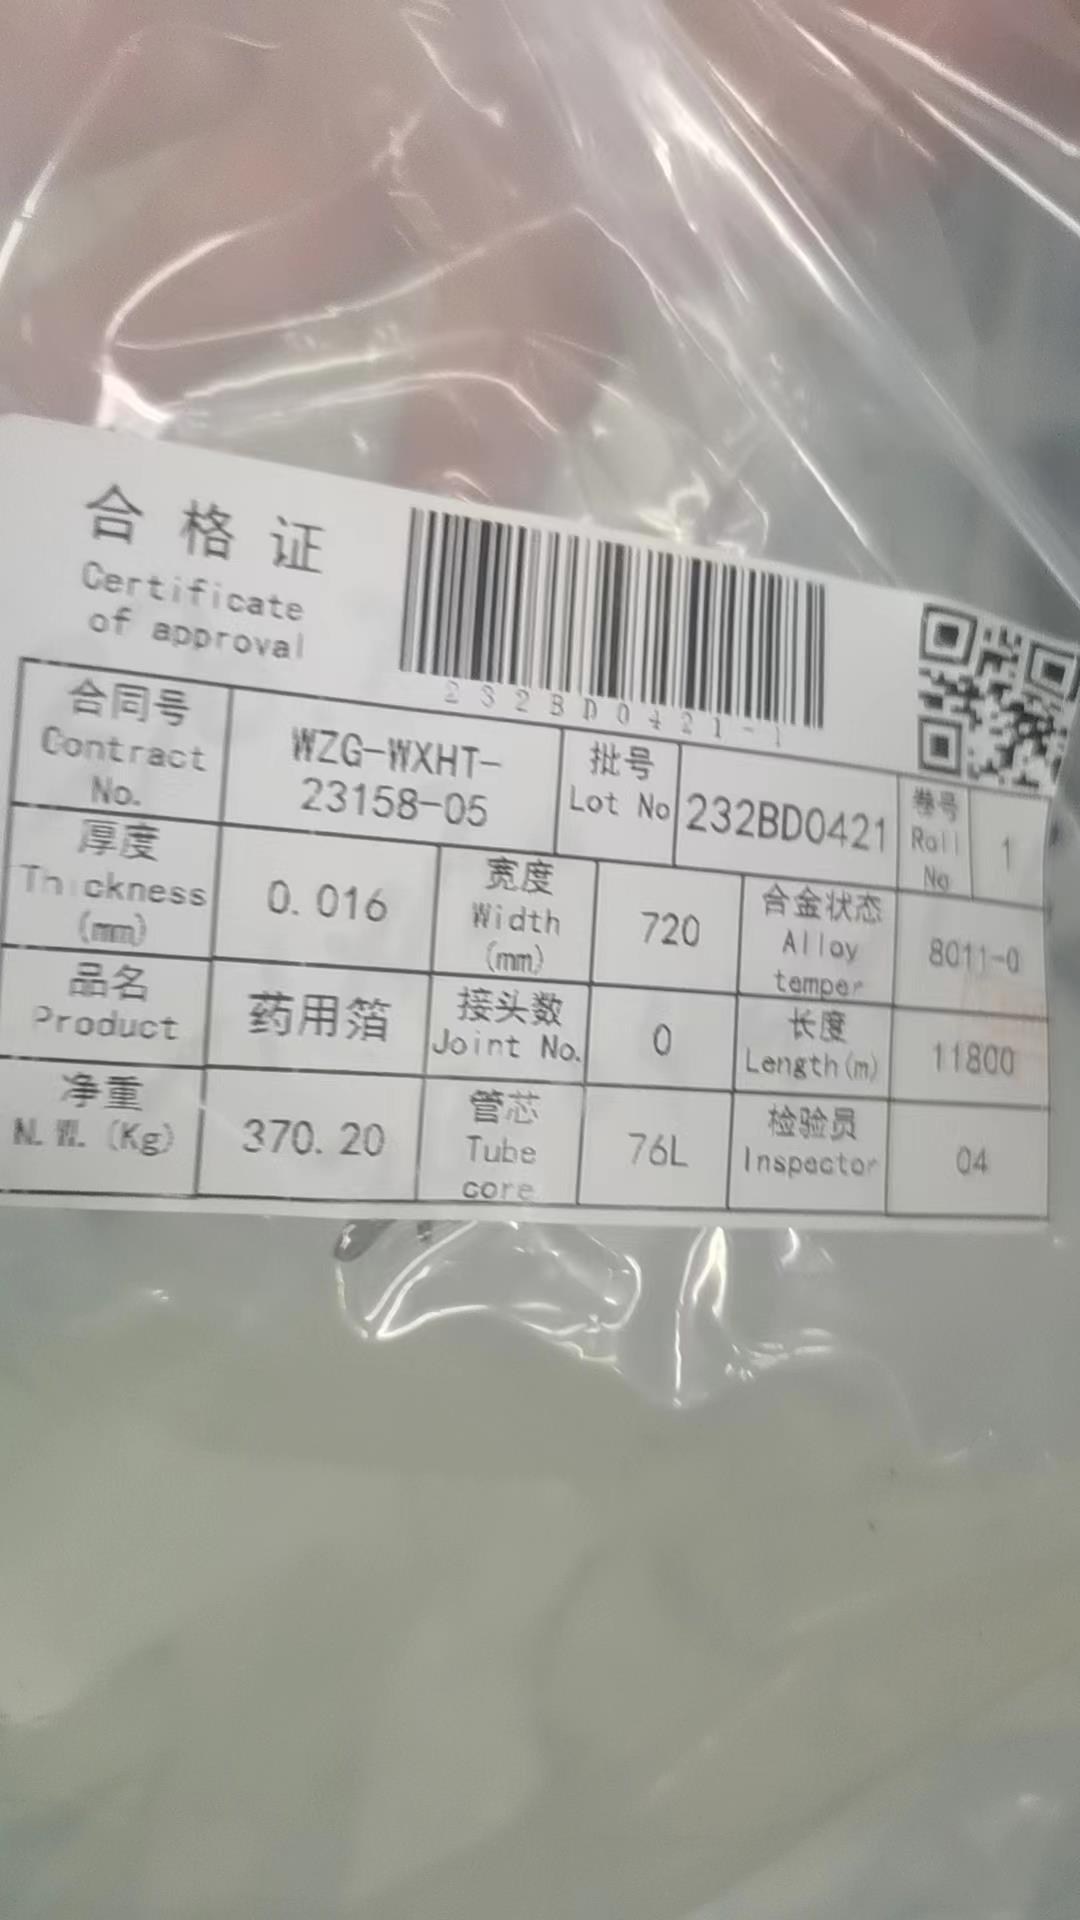 合格证
Certificate
of approval
232BD0421-1
合同号
Contract
No.
WZG-WXHT-
23158-05
批号
Lot No
232BD0421
卷号
Roll
No
1
厚度
Thickness
(mm)
0.016
宽度
Width
(mm)
720
合金状态
Alloy
temper
8011-0
品名
Product
药用箔
接头数
Joint No.
0
长度
Length(m)
11800
净重
N.W.(Kg)
370.20
管芯
Tube
core
76L
检验员
Inspector
04